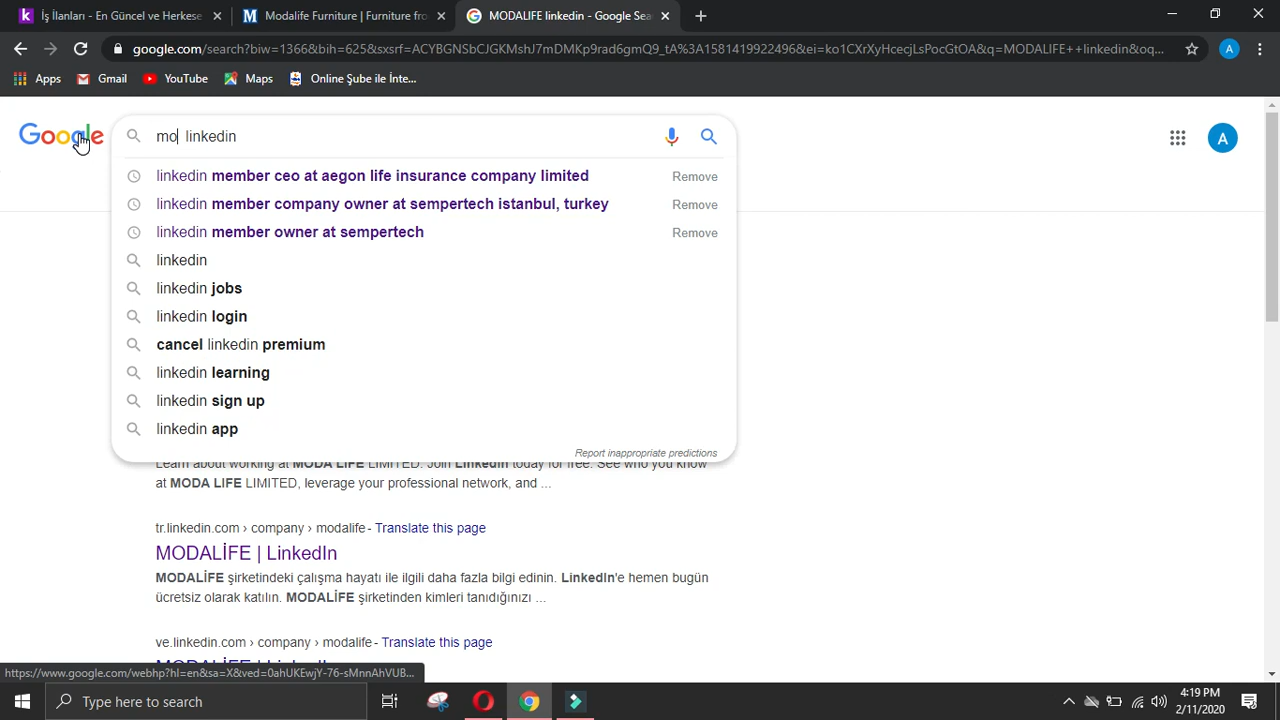 İş İlanları - En Güncel ve Herkese
Modalife Furniture | Furniture fro
MODALIFE linkedin - Google Sea
google.com/search?biw=1366&bih=625&sxsrf=ACYBGNSbCJGKMshJ7mDMKp9rad6gmQ9_tA%3A1581419922496&ei=ko1CXrXyHcecjLsPocGtOA&q=MODALIFE++linkedin&oq...
A
Apps
Gmail
YouTube
Maps
Online Şube ile İnte...
Google
mo linkedin
A
linkedin member ceo at aegon life insurance company limited
Remove
linkedin member company owner at sempertech istanbul, turkey
Remove
linkedin member owner at sempertech
Remove
linkedin
linkedin jobs
linkedin login
cancel linkedin premium
linkedin learning
linkedin sign up
linkedin app
Report inappropriate predictions
Learn about working at MODA LIFE LIMITED. Join LinkedIn today for free. See who you know
at MODA LIFE LIMITED, leverage your professional network, and ...
tr.linkedin.com › company › modalife - Translate this page
MODALİFE | LinkedIn
MODALİFE şirketindeki çalışma hayatı ile ilgili daha fazla bilgi edinin. LinkedIn'e hemen bugün
ücretsiz olarak katılın. MODALİFE şirketinden kimleri tanıdığınızı ...
ve.linkedin.com › company › modalife - Translate this page
MODALİFE | LinkedIn
https://www.google.com/webhp?hl=en&sa=X&ved=0ahUKEwjY-76-sMnnAhVUB...
Type here to search
4:19 PM
2/11/2020